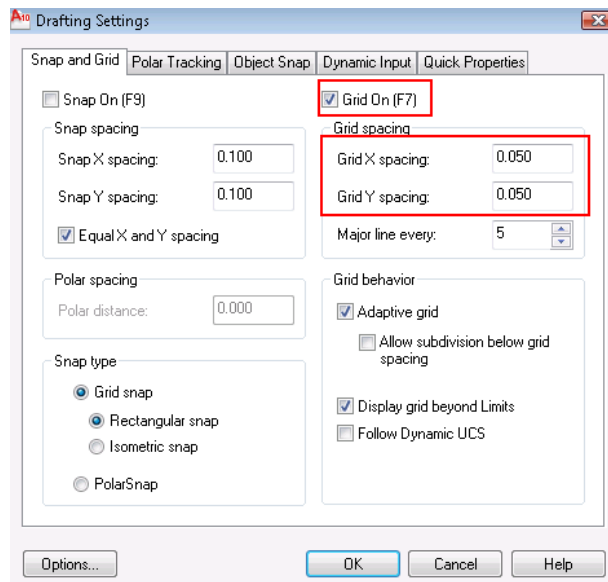 A10 Drafting Settings
Snap and Grid Polar Tracking Object Snap Dynamic Input Quick Properties
Snap On (F9)
Snap spacing
Snap X spacing: 0.100
Snap Y spacing: 0.100
Equal X and Y spacing
Polar spacing
Polar distance: 0.000
Snap type
Grid snap
Rectangular snap
Isometric snap
PolarSnap
Grid On (F7)
Grid spacing
Grid X spacing: 0.050
Grid Y spacing: 0.050
Major line every: 5
Grid behavior
Adaptive grid
Allow subdivision below grid
spacing
Display grid beyond Limits
Follow Dynamic UCS
Options... OK Cancel Help